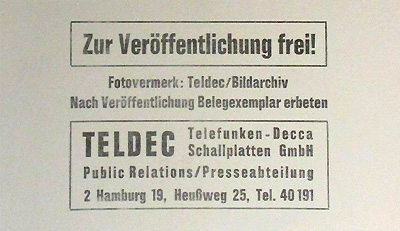 Zur Veröffentlichung frei!
Fotovermerk: Teldec/Bildarchiv
Nach Veröffentlichung Belegexemplar erbeten
TELDEC Telefunken-Decca
Schallplatten GmbH
Public Relations/Presseabteilung
2 Hamburg 19, Heußweg 25, Tel. 40 191